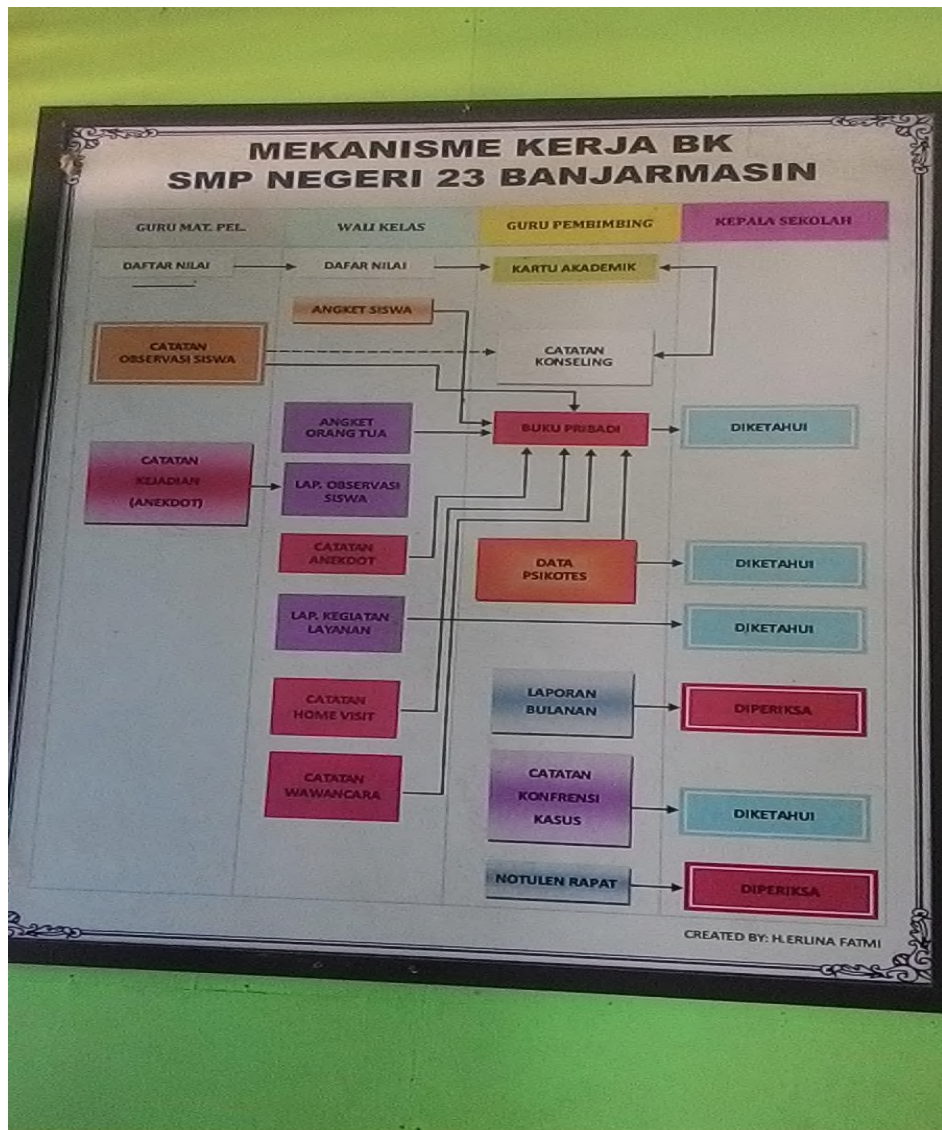 MEKANISME KERJA BK
SMP NEGERI 23 BANJARMASIN
GURU MAT. PEL.
WALI KELAS
GURU PEMBIMBING
KEPALA SEKOLAH
DAFTAR NILAI
DAFAR NILAI
KARTU AKADEMIK
ANGKET SISWA
CATATAN
OBSERVASI SISWA
CATATAN
KONSELING
ANGKET
ORANG TUA
BUKU PRIBADI
DIKETAHUI
CATATAN
KEJADIAN
(ANEKDOT)
LAP. OBSERVASI
SISWA
CATATAN
ANEKDOT
DATA
PSIKOTES
DIKETAHUI
LAP. KEGIATAN
LAYANAN
DIKETAHUI
CATATAN
HOME VISIT
LAPORAN
BULANAN
DIPERIKSA
CATATAN
WAWANCARA
CATATAN
KONFRENSI
KASUS
DIKETAHUI
NOTULEN RAPAT
DIPERIKSA
CREATED BY: H.ERLINA FATMI